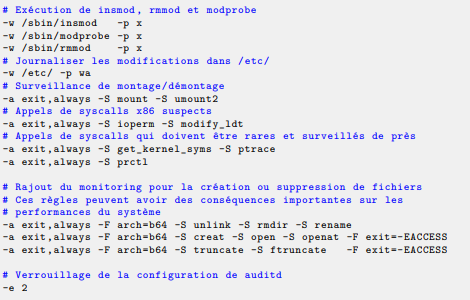 # Exécution de insmod, rmmod et modprobe
-w /sbin/insmod -p x
-w /sbin/modprobe -p x
-w /sbin/rmmod -p x
# Journaliser les modifications dans /etc/
-w /etc/ -p wa
# Surveillance de montage/démontage
-a exit,always -S mount -S umount2
# Appels de syscalls x86 suspects
-a exit,always -S ioperm -S modify_ldt
# Appels de syscalls qui doivent être rares et surveillés de près
-a exit,always -S get_kernel_syms -S ptrace
-a exit,always -S prctl
# Rajout du monitoring pour la création ou suppression de fichiers
# Ces règles peuvent avoir des conséquences importantes sur les
# performances du système
-a exit,always -F arch=b64 -S unlink -S rmdir -S rename
-a exit,always -F arch=b64 -S creat -S open -S openat -F exit=-EACCESS
-a exit,always -F arch=b64 -S truncate -S ftruncate -F exit=-EACCESS
# Verrouillage de la configuration de auditd
-e 2